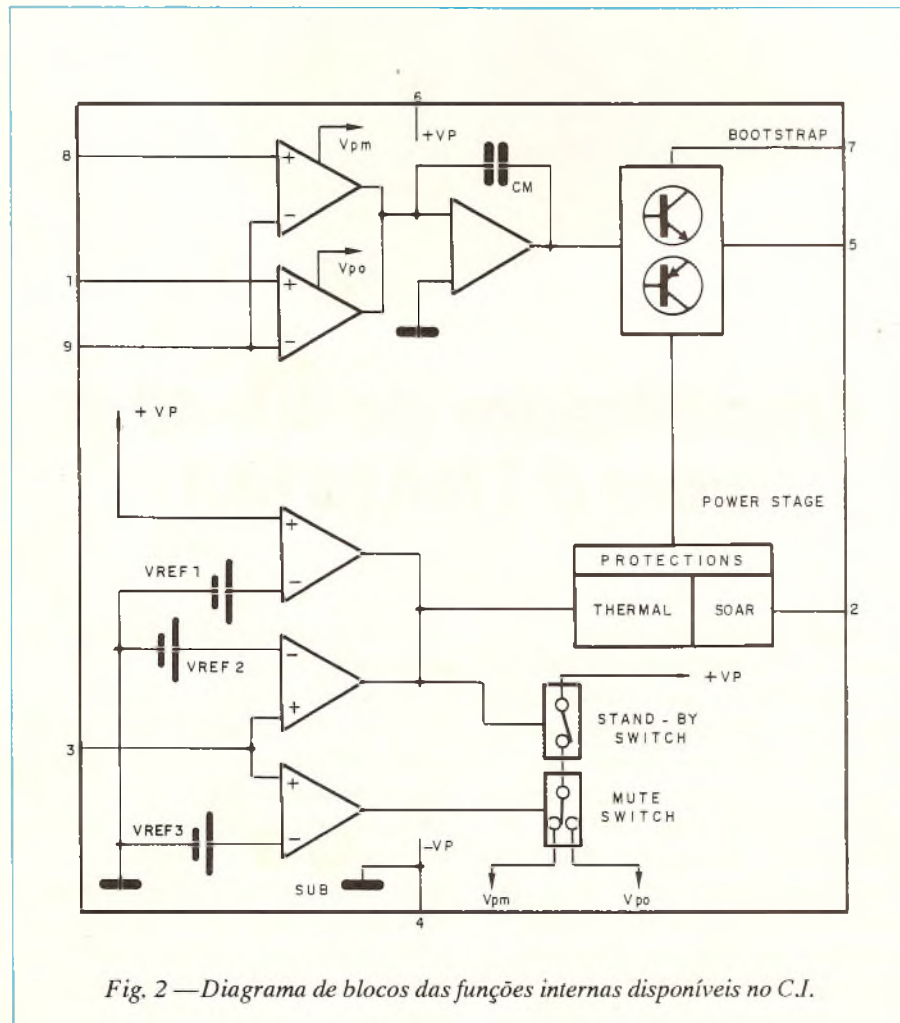 6
+VP
BOOTSTRAP
8
+
Vpm
7
CM
−
5
1
+
Vpo
9
−
+ VP
POWER STAGE
+
PROTECTIONS
VREF 1
−
THERMAL
SOAR
2
−
VREF 2
+VP
+
STAND - BY
SWITCH
3
+
MUTE
SWITCH
VREF3
−
−VP
SUB
Vpm
Vpo
4
Fig. 2 — Diagrama de blocos das funções internas disponíveis no C.I.